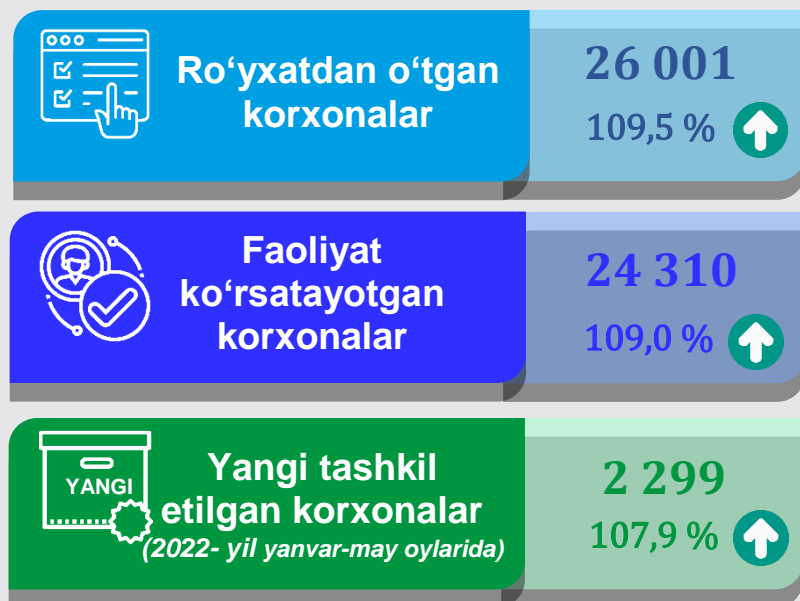 Ro‘yxatdan o‘tgan
korxonalar
26 001
109,5 %
Faoliyat
ko‘rsatayotgan
korxonalar
24 310
109,0 %
YANGI
Yangi tashkil
etilgan korxonalar
(2022- yil yanvar-may oylarida)
2 299
107,9 %